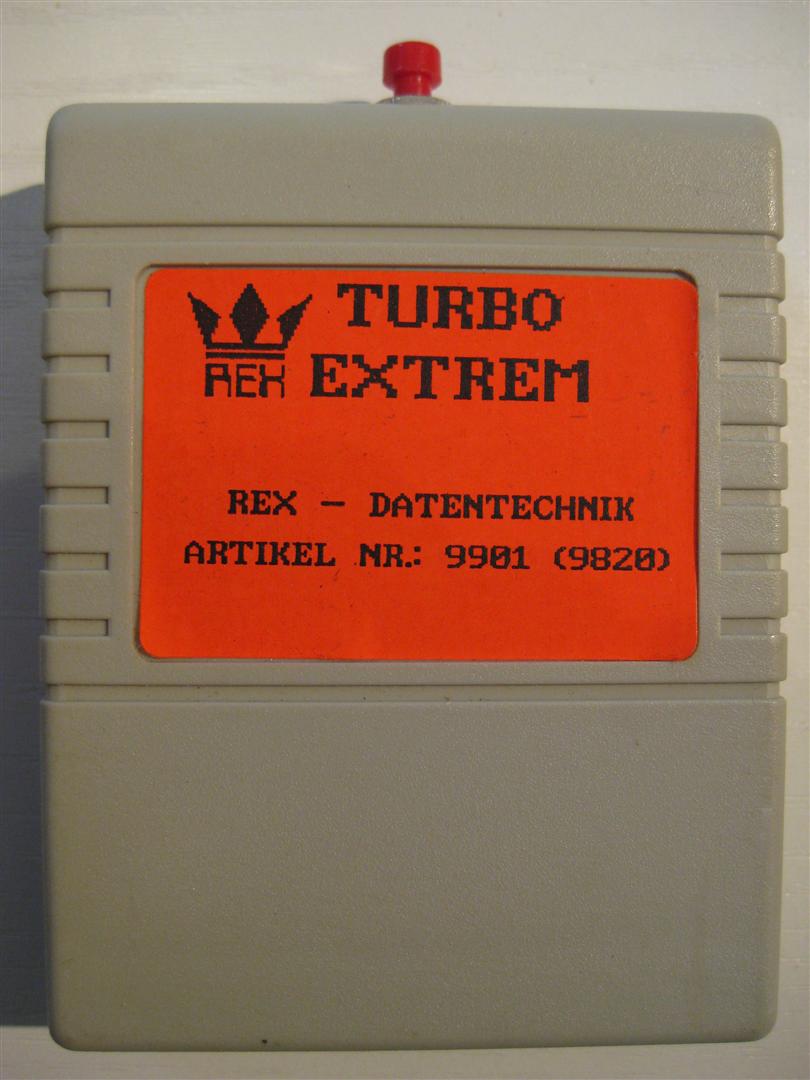 TURBO
REX EXTREM
REX - DATENTECHNIK
ARTIKEL NR.: 9901 (9820)